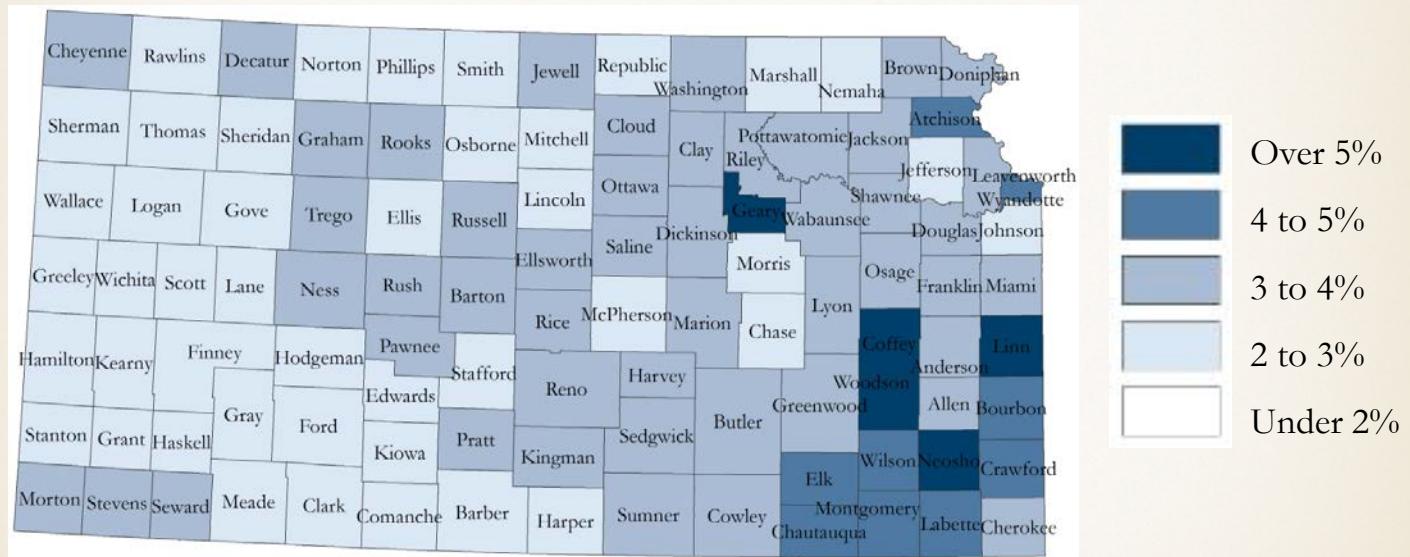 Cheyenne
Rawlins
Decatur
Norton
Phillips
Smith
Jewell
Republic
Washington
Marshall
Nemaha
Brown
Doniphan
Sherman
Thomas
Sheridan
Graham
Rooks
Osborne
Mitchell
Cloud
Clay
Riley
Pottawatomie
Jackson
Atchison
Jefferson
Leavenworth
Wyandotte
Wallace
Logan
Gove
Trego
Ellis
Russell
Lincoln
Ottawa
Saline
Dickinson
Geary
Wabaunsee
Shawnee
Douglas
Johnson
Greeley
Wichita
Scott
Lane
Ness
Rush
Barton
Ellsworth
Rice
McPherson
Marion
Morris
Chase
Lyon
Osage
Franklin
Miami
Hamilton
Kearny
Finney
Hodgeman
Pawnee
Stafford
Edwards
Reno
Harvey
Butler
Greenwood
Coffey
Woodson
Anderson
Linn
Allen
Bourbon
Stanton
Grant
Haskell
Gray
Ford
Kiowa
Pratt
Kingman
Sedgwick
Elk
Wilson
Neosho
Crawford
Morton
Stevens
Seward
Meade
Clark
Comanche
Barber
Harper
Sumner
Cowley
Chautauqua
Montgomery
Labette
Cherokee
Over 5%
4 to 5%
3 to 4%
2 to 3%
Under 2%